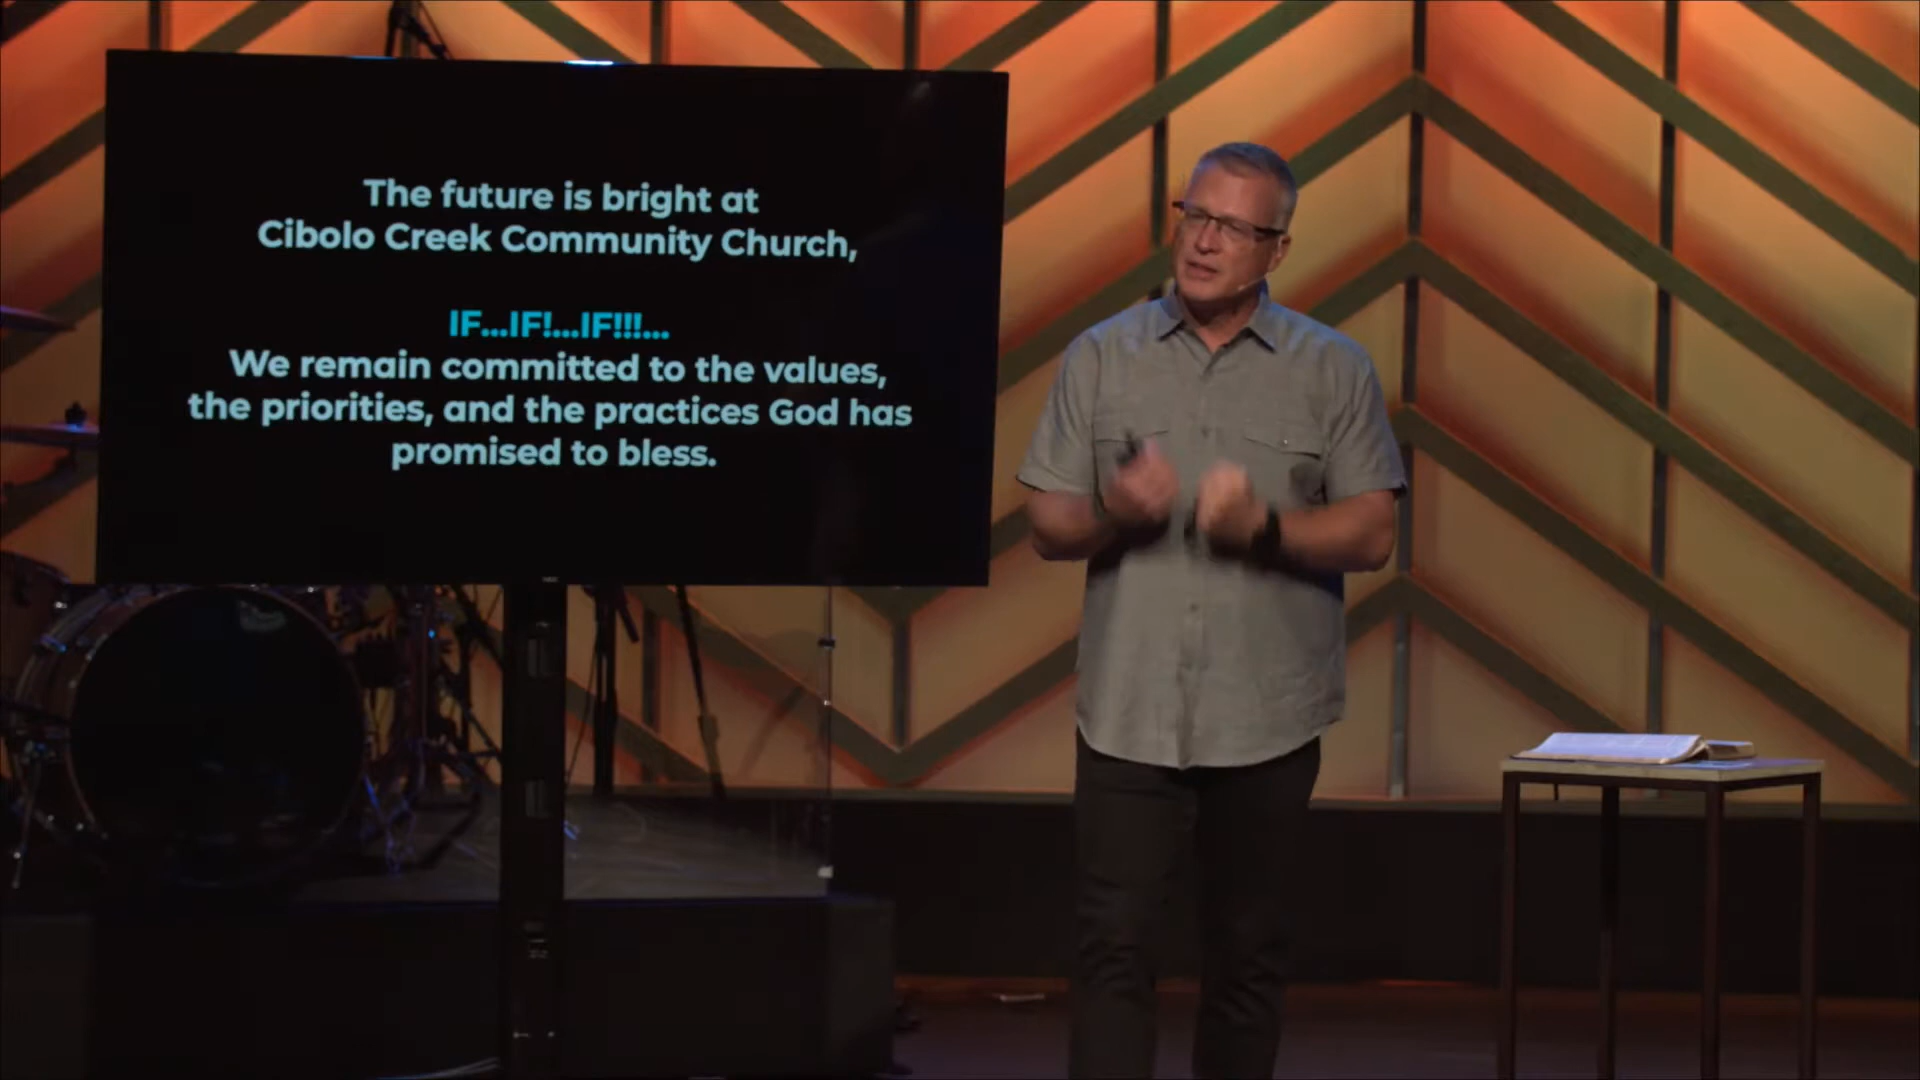 The future is bright at
Cibolo Creek Community Church,
IF...IF!...IF!!!...
We remain committed to the values,
the priorities, and the practices God has
promised to bless.